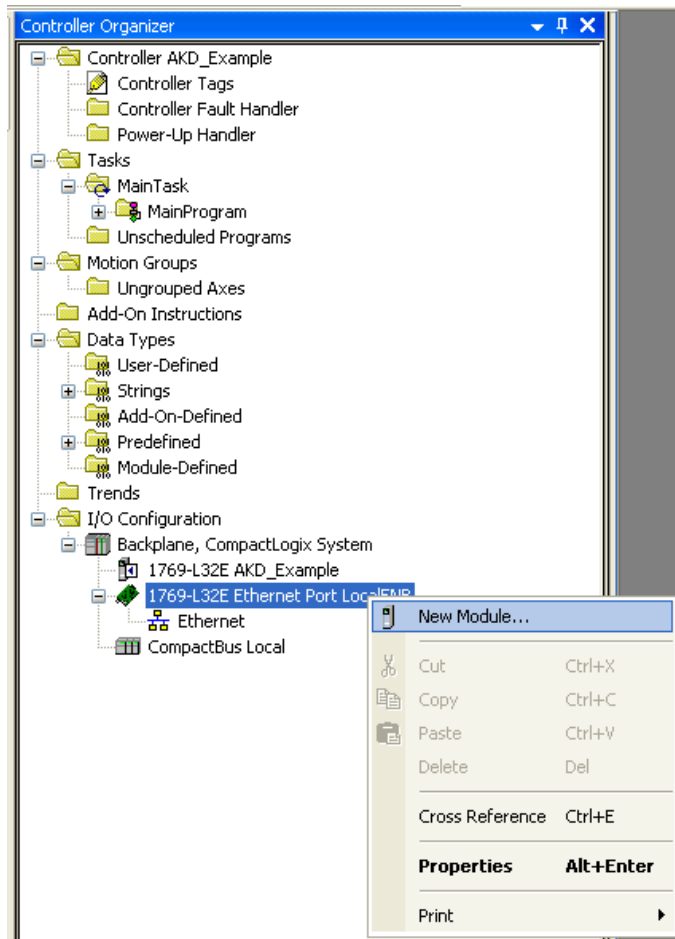 Controller Organizer
Controller AKD_Example
Controller Tags
Controller Fault Handler
Power-Up Handler
Tasks
MainTask
MainProgram
Unscheduled Programs
Motion Groups
Ungrouped Axes
Add-On Instructions
Data Types
User-Defined
Strings
Add-On-Defined
Predefined
Module-Defined
Trends
I/O Configuration
Backplane, CompactLogix System
1769-L32E AKD_Example
1769-L32E Ethernet Port LocalENB
Ethernet
CompactBus Local
New Module...
Cut Ctrl+X
Copy Ctrl+C
Paste Ctrl+V
Delete Del
Cross Reference Ctrl+E
Properties Alt+Enter
Print